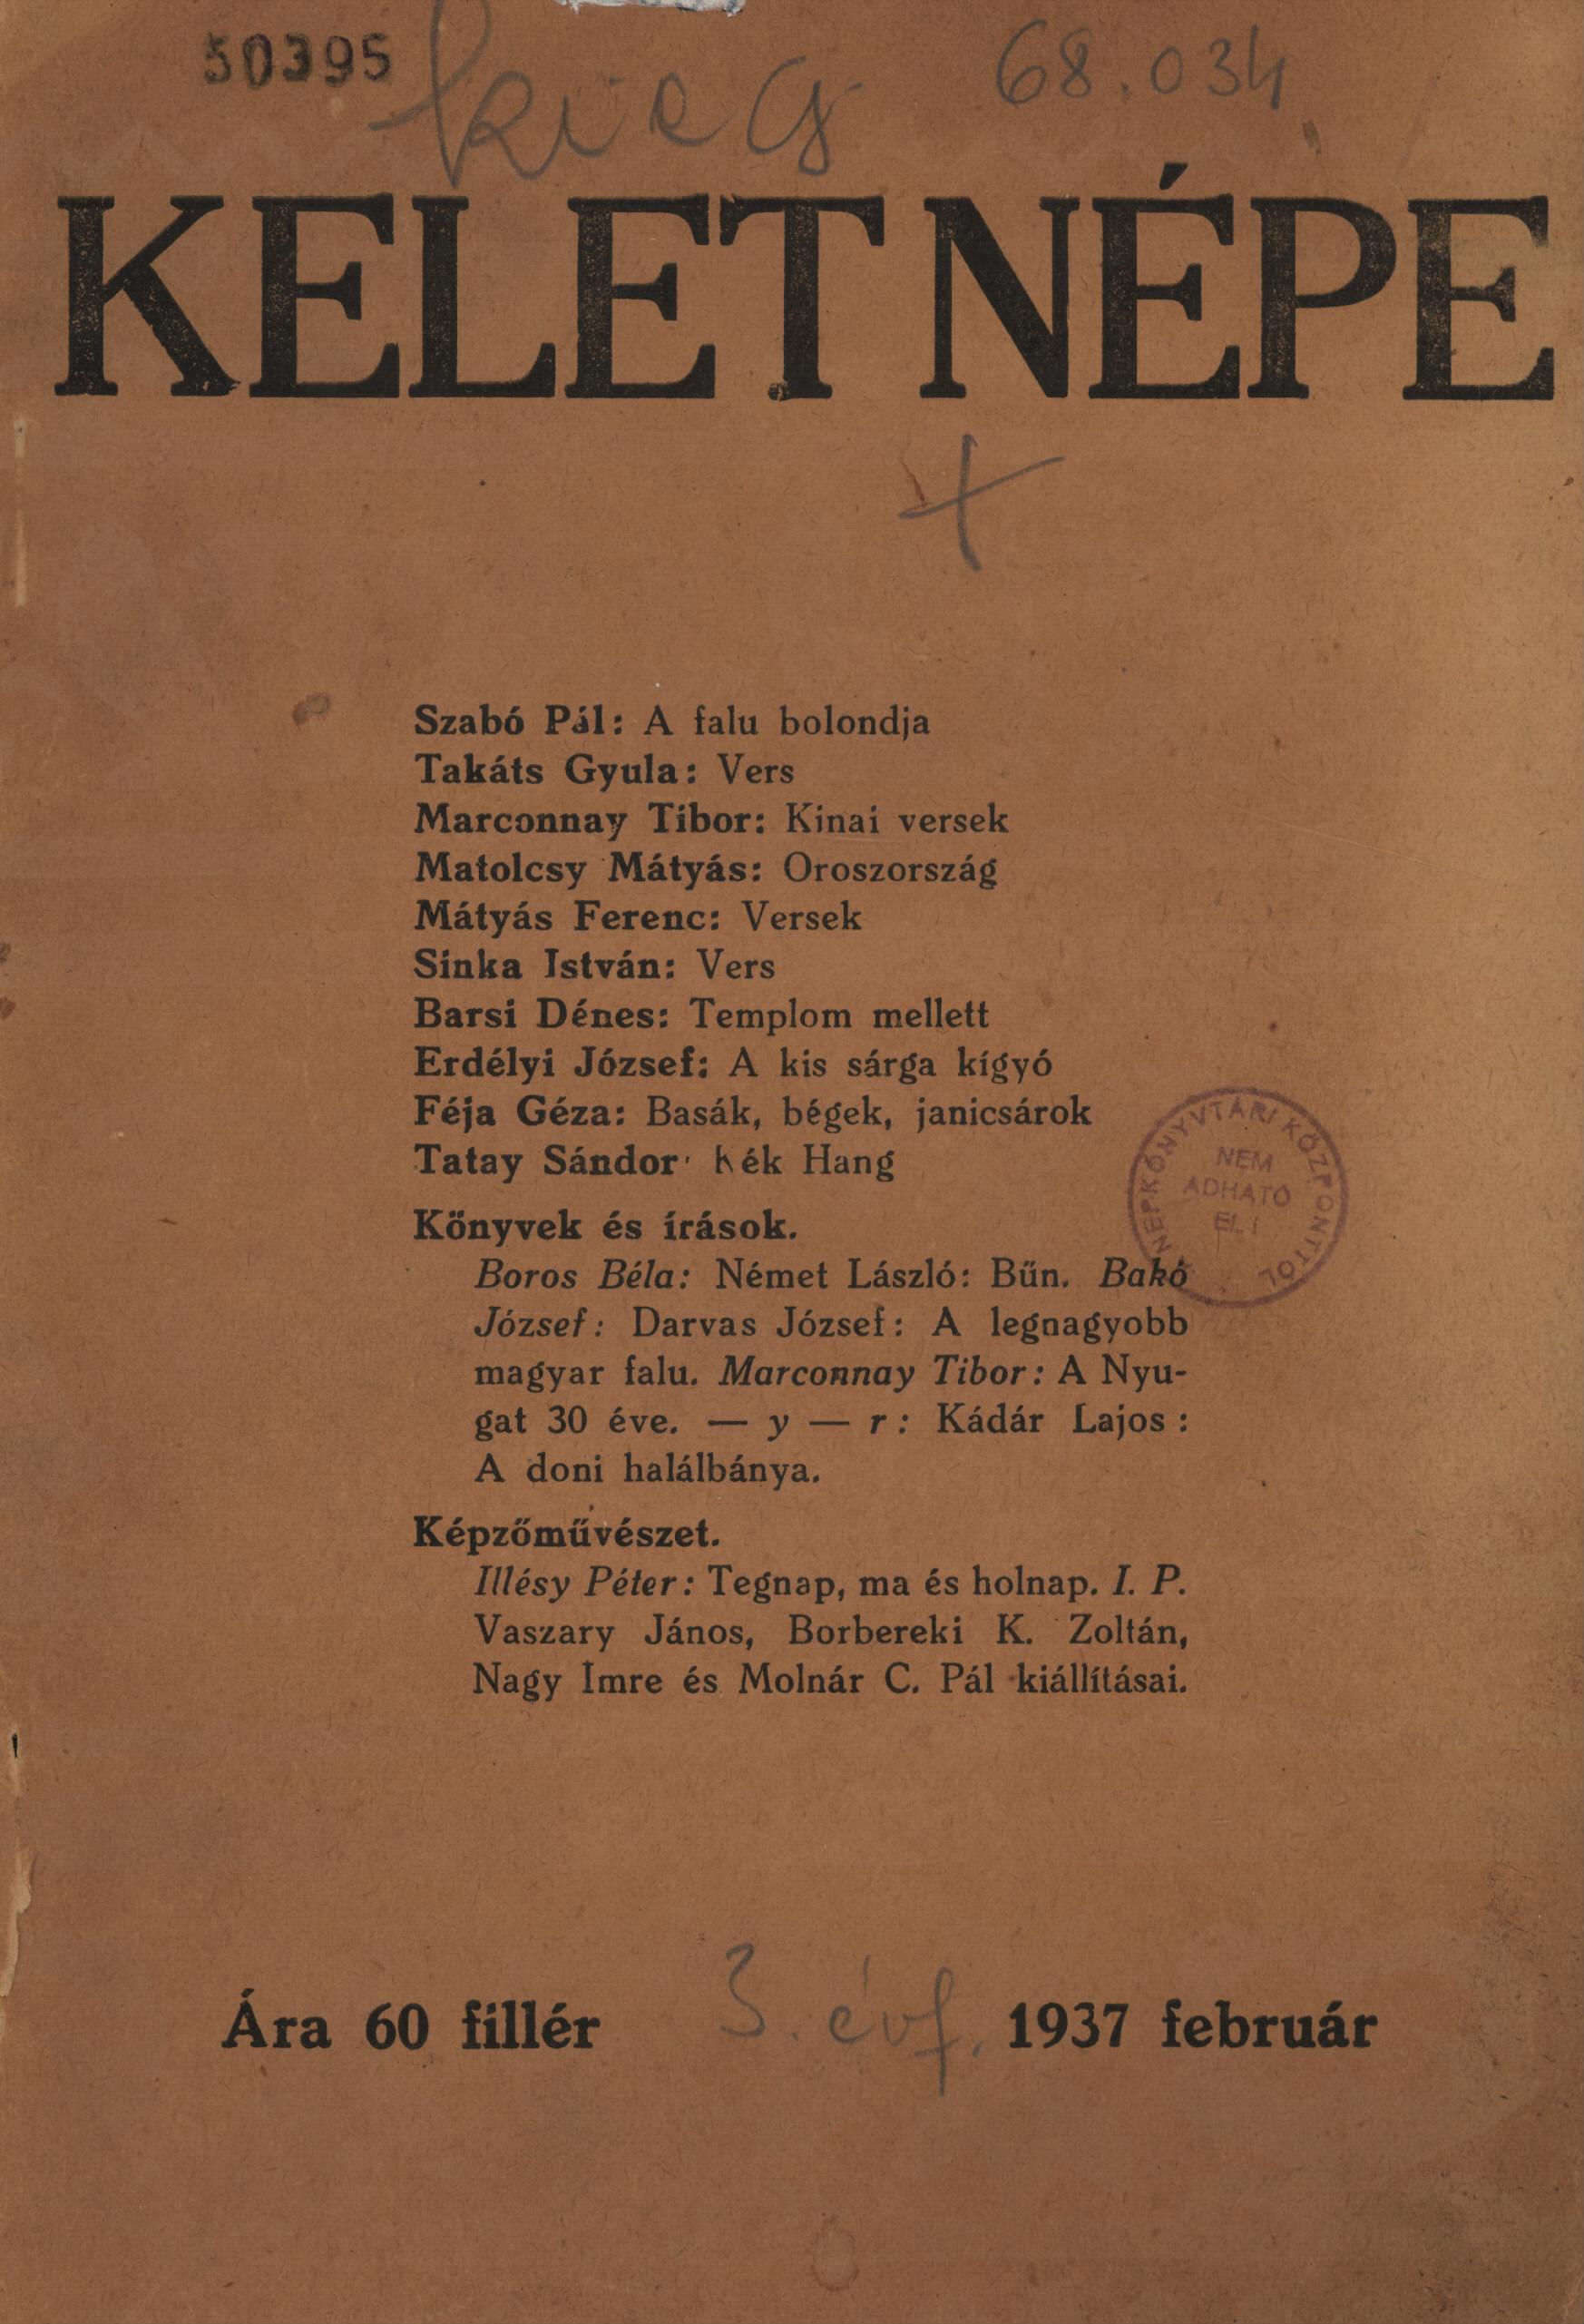 50395 kieg 68.034
KELET NÉPE
+
Szabó Pál: A falu bolondja
Takáts Gyula: Vers
Marconnay Tibor: Kinai versek
Matolcsy Mátyás: Oroszország
Mátyás Ferenc: Versek
Sinka István: Vers
Barsi Dénes: Templom mellett
Erdélyi József: A kis sárga kígyó
Féja Géza: Basák, bégek, janicsárok
Tatay Sándor: Kék Hang
NÉPKÖNYVTÁRI KÖZPONTTÓL
NEM
ADHATÓ
EL!
Könyvek és írások.
Boros Béla: Német László: Bűn. Bakó
József: Darvas József: A legnagyobb
magyar falu. Marconnay Tibor: A Nyu-
gat 30 éve. — y — r: Kádár Lajos:
A doni halálbánya.
Képzőművészet.
Illésy Péter: Tegnap, ma és holnap. I. P.
Vaszary János, Borbereki K. Zoltán,
Nagy Imre és Molnár C. Pál kiállításai.
Ára 60 fillér 3. évf. 1937 február